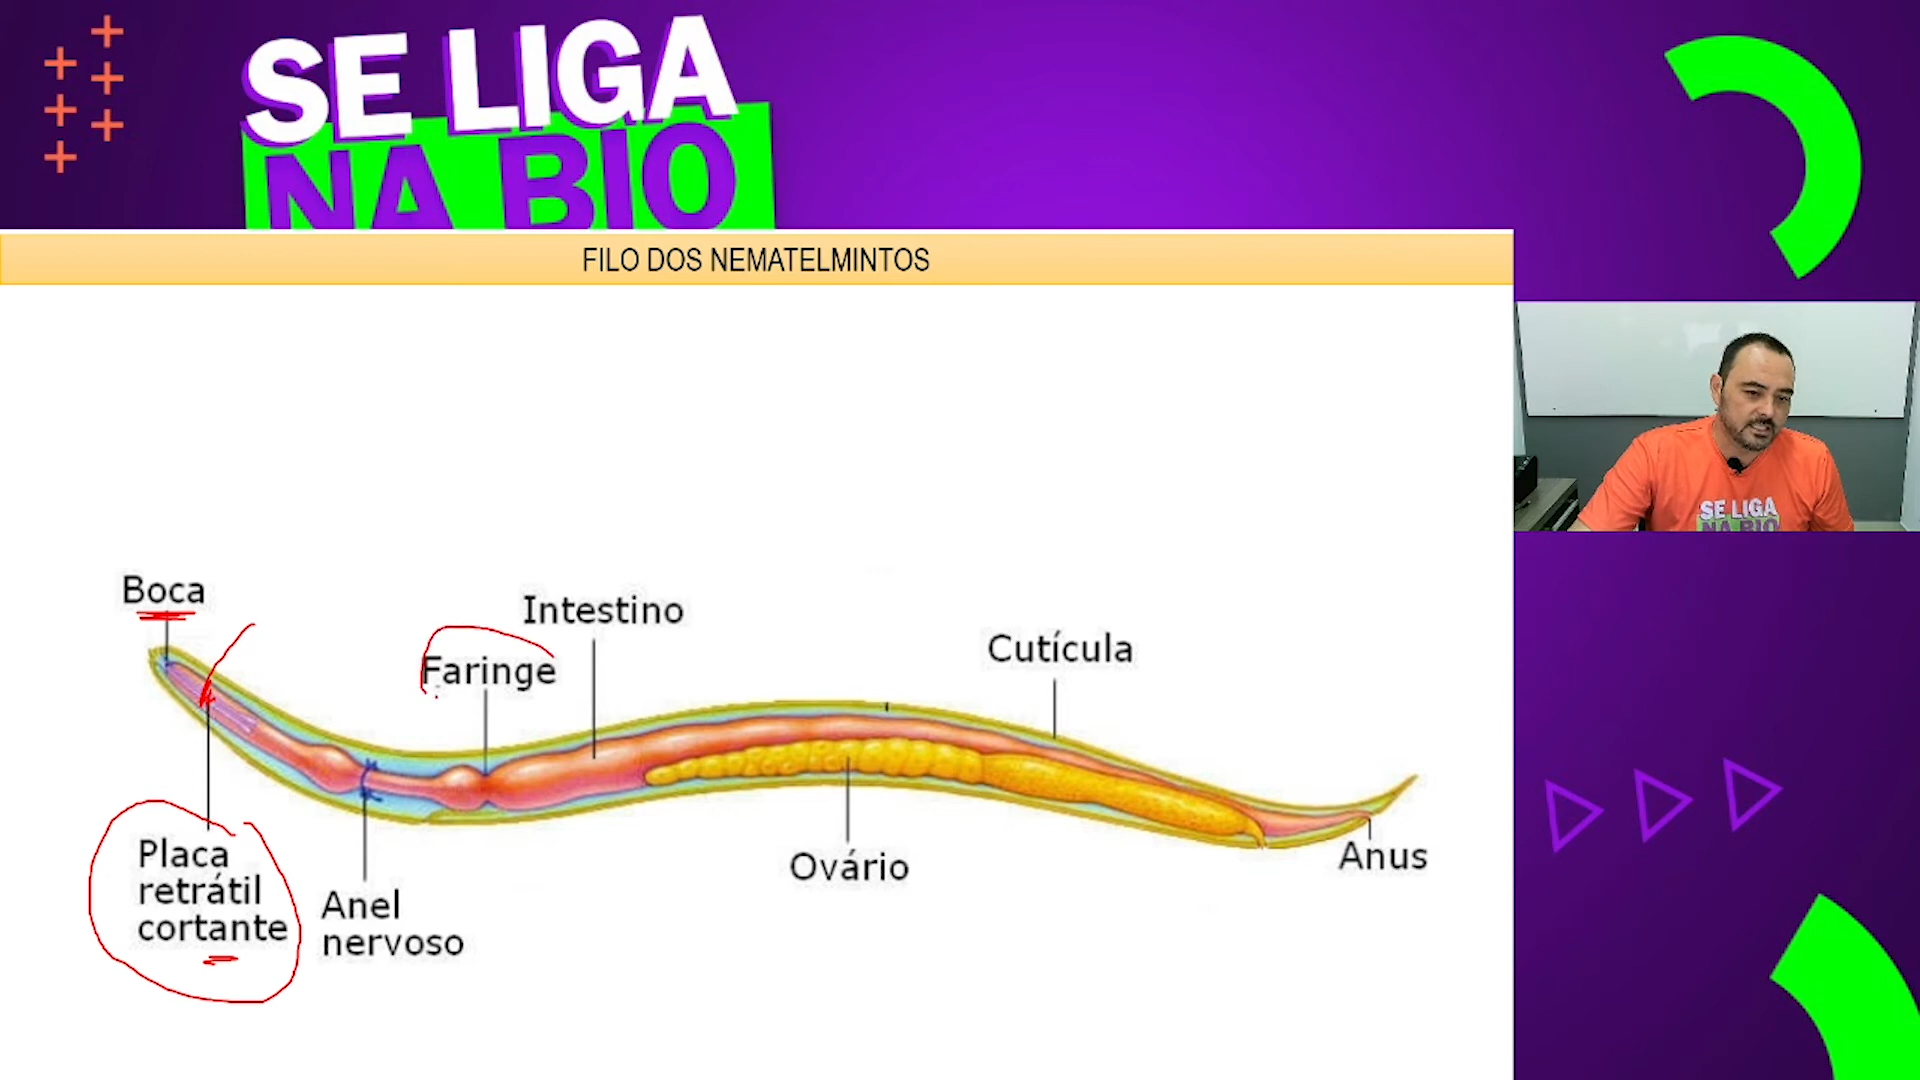 SE LIGA
NA BIO
FILO DOS NEMATELMINTOS
SE LIGA
NA BIO
Boca
Intestino
Faringe
Cutícula
Placa
retrátil
cortante
Anel
nervoso
Ovário
Anus